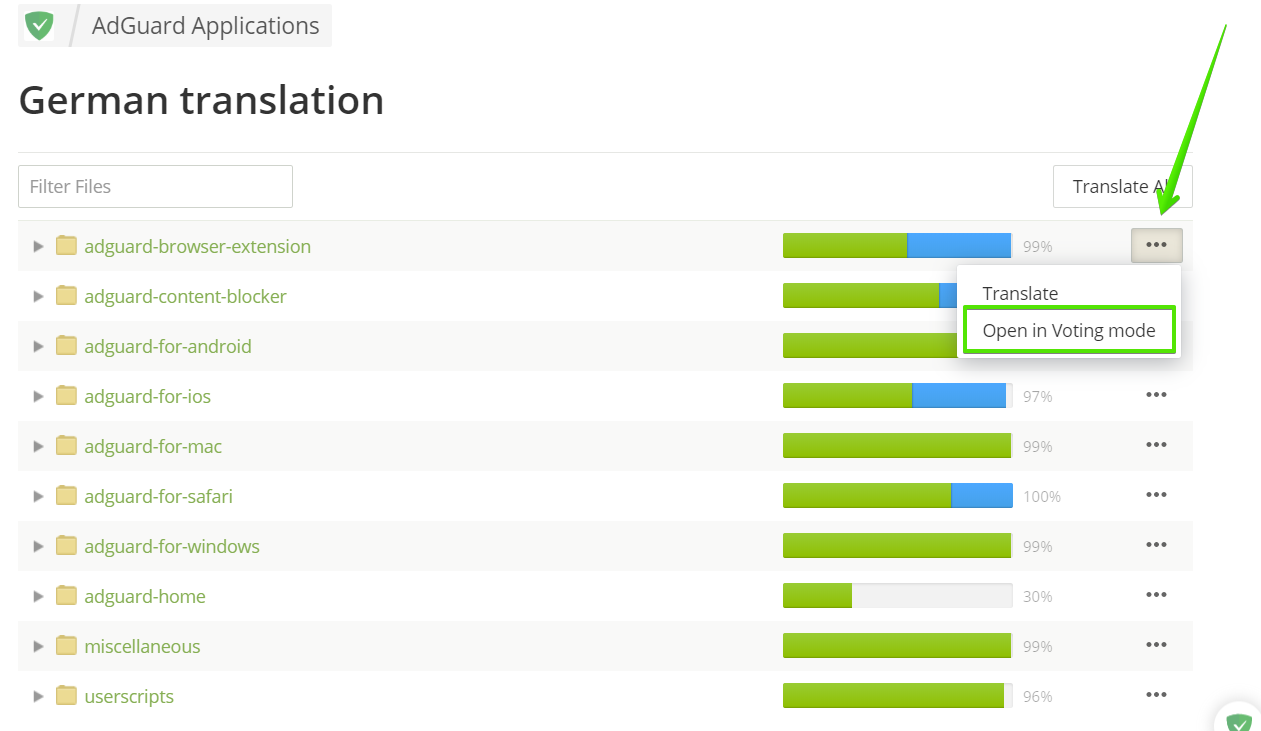 AdGuard Applications
German translation
Filter Files
Translate
adguard-browser-extension 99%
Translate
adguard-content-blocker
Open in Voting mode
adguard-for-android
adguard-for-ios 97%
adguard-for-mac 99%
adguard-for-safari 100%
adguard-for-windows 99%
adguard-home 30%
miscellaneous 99%
userscripts 96%